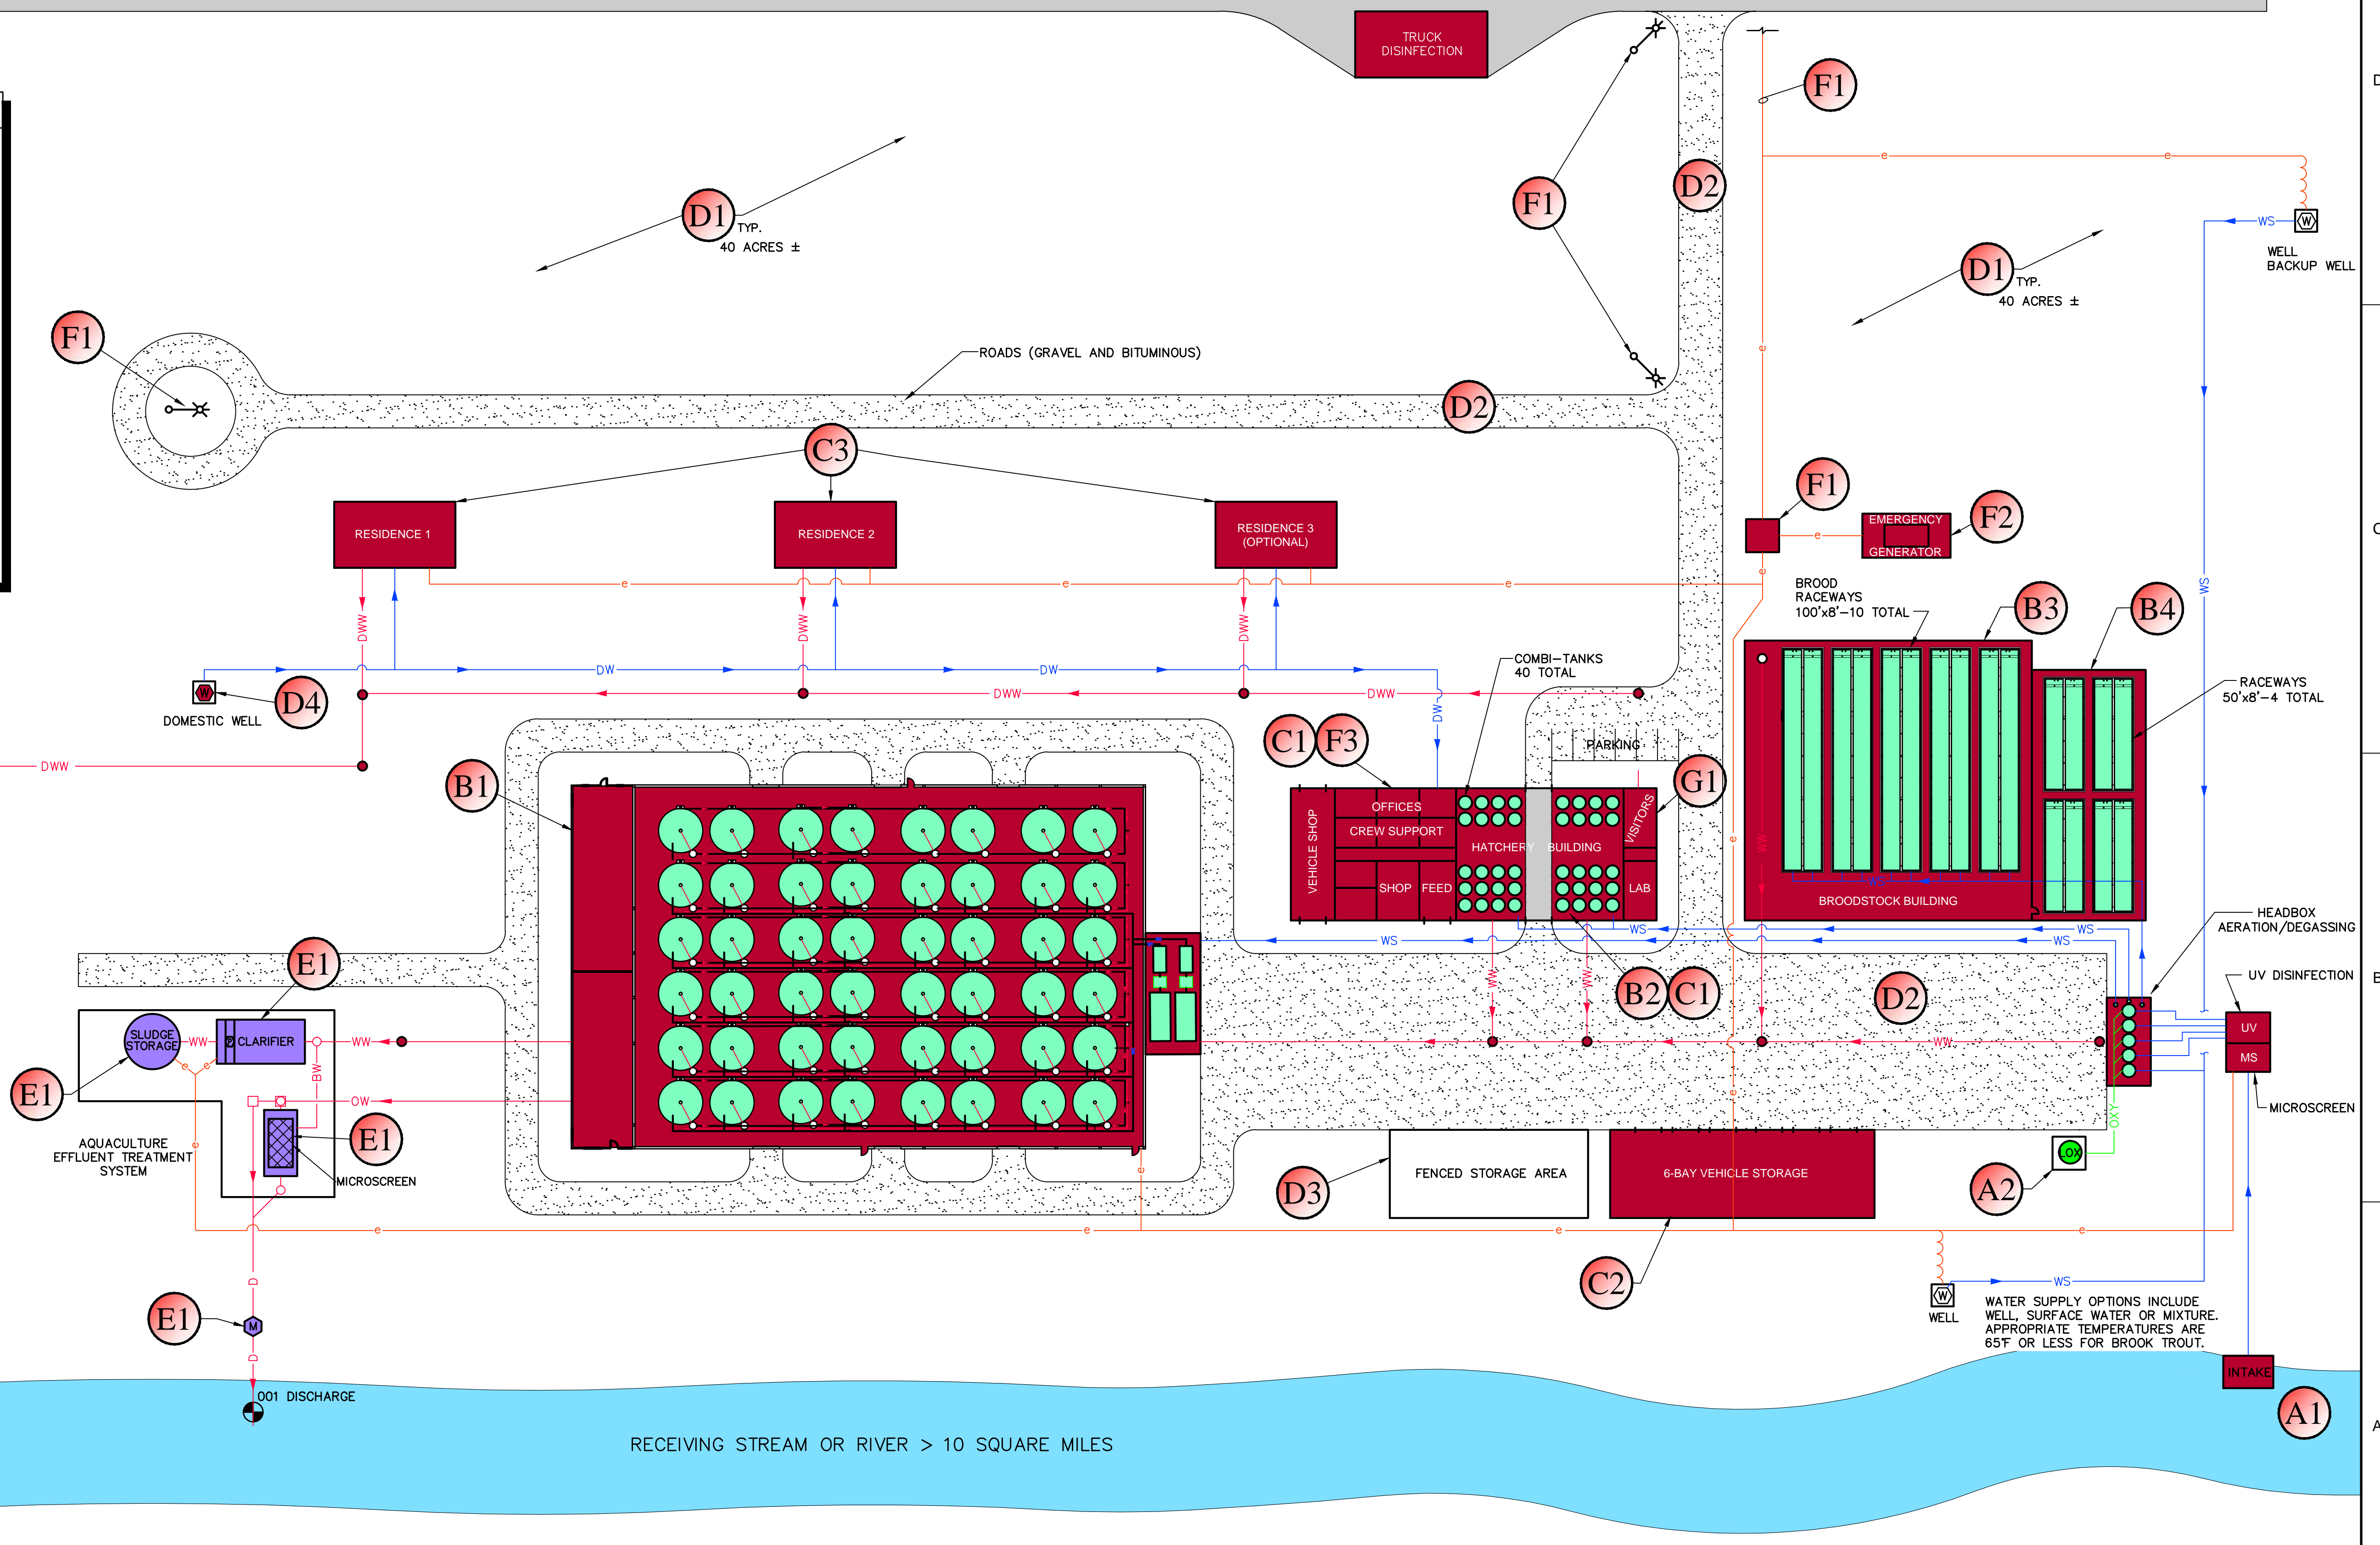 TRUCK
DISINFECTION
F1
D2
F1
D1
TYP.
40 ACRES ±
e
e
WS
W
WELL
BACKUP WELL
D1
TYP.
40 ACRES ±
F1
ROADS (GRAVEL AND BITUMINOUS)
D2
e
C3
F1
F2
RESIDENCE 1
RESIDENCE 2
RESIDENCE 3
(OPTIONAL)
EMERGENCY
GENERATOR
e
e
e
e
e
WS
BROOD
RACEWAYS
100'x8'-10 TOTAL
B3
B4
DWW
DWW
DWW
DW
DW
COMBI-TANKS
40 TOTAL
RACEWAYS
50'x8'-4 TOTAL
W
D4
DOMESTIC WELL
DWW
DWW
DW
DWW
B1
C1
F3
PARKING
G1
OFFICES
CREW SUPPORT
VEHICLE SHOP
HATCHERY BUILDING
VISITORS
SHOP
FEED
LAB
e
WW
WS
BROODSTOCK BUILDING
HEADBOX
AERATION/DEGASSING
WS
WS
WS
WS
E1
UV DISINFECTION
WW
WW
B2
C1
D2
SLUDGE
STORAGE
WW
P
CLARIFIER
WW
WW
UV
MS
e
e
BW
E1
OW
e
OXY
MICROSCREEN
E1
AQUACULTURE
EFFLUENT TREATMENT
SYSTEM
e
MICROSCREEN
LOX
A2
D3
FENCED STORAGE AREA
6-BAY VEHICLE STORAGE
e
e
e
e
e
D
C2
WS
W
WELL
WATER SUPPLY OPTIONS INCLUDE
WELL, SURFACE WATER OR MIXTURE.
APPROPRIATE TEMPERATURES ARE
65°F OR LESS FOR BROOK TROUT.
E1
M
D
INTAKE
A1
001 DISCHARGE
RECEIVING STREAM OR RIVER > 10 SQUARE MILES
D
C
B
A